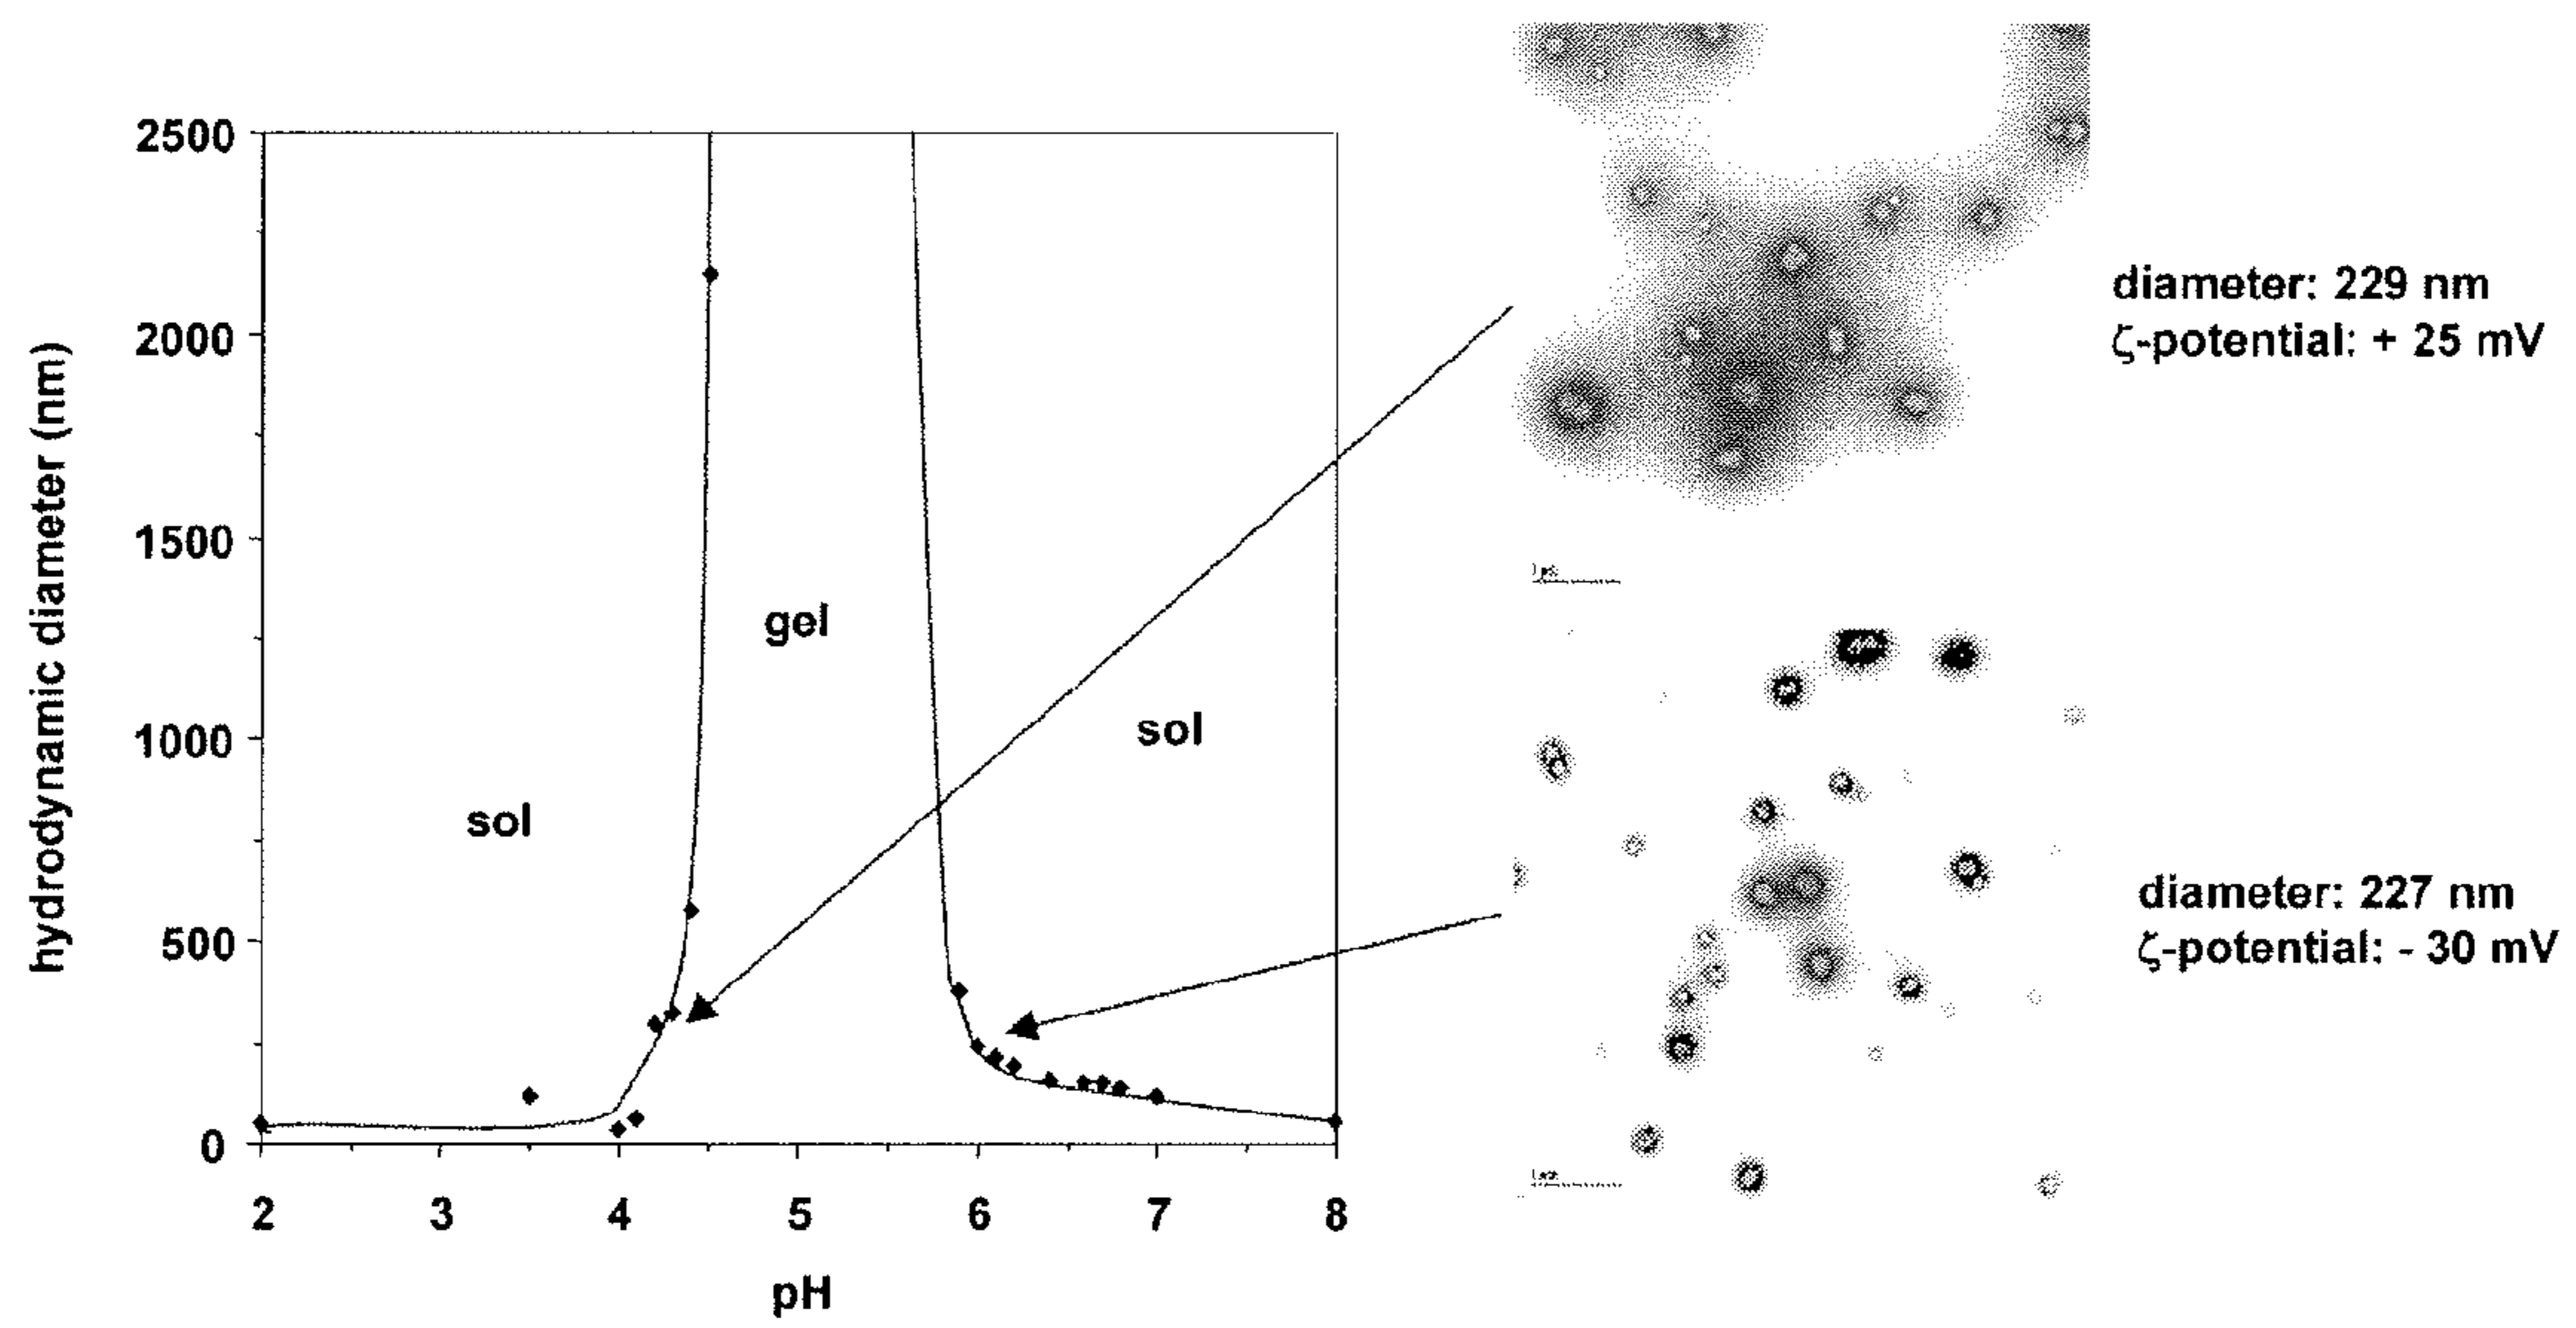 2500
2000
1500
1000
500
0
hydrodynamic diameter (nm)
2
3
4
5
6
7
8
pH
sol
gel
sol
diameter: 229 nm
ζ-potential: + 25 mV
diameter: 227 nm
ζ-potential: - 30 mV